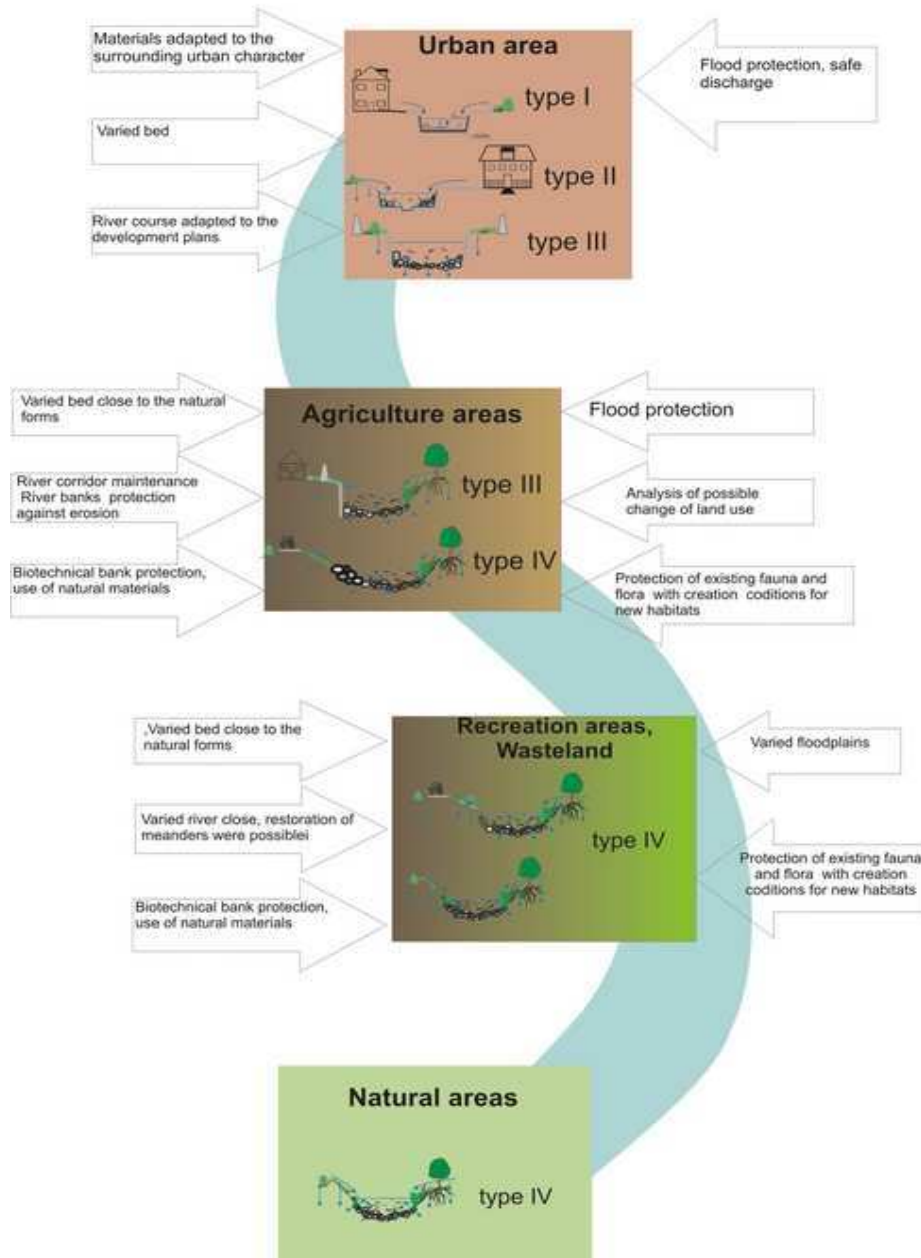 Materials adapted to the
surrounding urban character
Varied bed
River course adapted to the
development plans
Urban area
type I
type II
type III
Flood protection, safe
discharge
Varied bed close to the natural
forms
River corridor maintenance
River banks protection
against erosion
Biotechnical bank protection,
use of natural materials
Agriculture areas
type III
type IV
Flood protection
Analysis of possible
change of land use
Protection of existing fauna and
flora with creation coditions for
new habitats
,Varied bed close to the
natural forms
Varied river close, restoration of
meanders were possiblei
Biotechnical bank protection,
use of natural materials
Recreation areas,
Wasteland
type IV
Varied floodplains
Protection of existing fauna
and flora with creation
coditions for new habitats
Natural areas
type IV